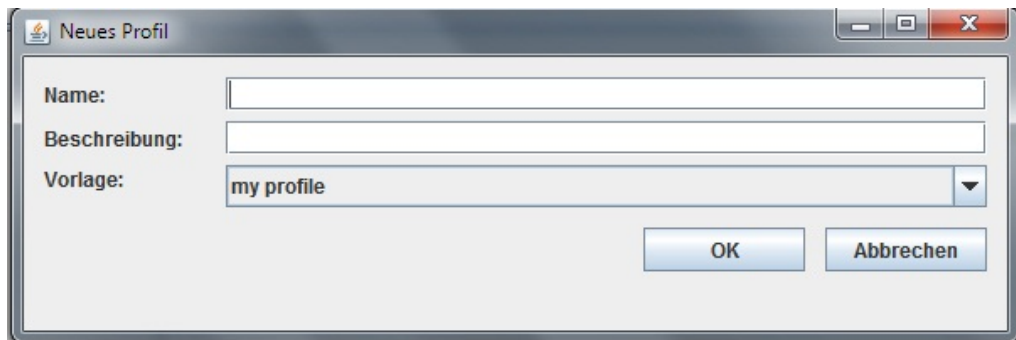 Neues Profil
Name:
Beschreibung:
Vorlage: my profile
OK Abbrechen